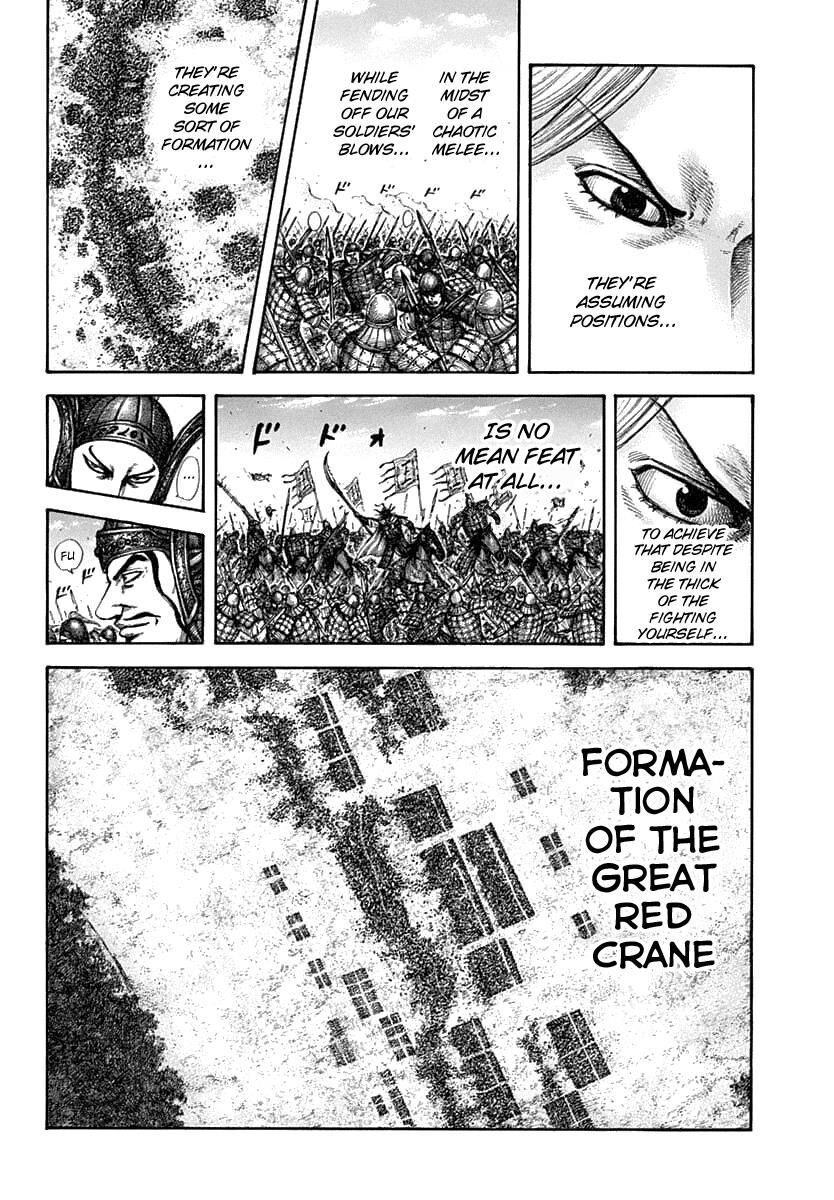 THEY'RE
ASSUMING
POSITIONS...
IN THE
MIDST
OF A
CHAOTIC
MELEE...
WHILE
FENDING
OFF OUR
SOLDIERS'
BLOWS...
ドドドド
THEY'RE
CREATING
SOME
SORT OF
FORMATION
...
TO ACHIEVE
THAT DESPITE
BEING IN
THE THICK
OF THE
FIGHTING
YOURSELF...
IS NO
MEAN FEAT
AT ALL...
ォドド
...
FU
ドド
FORMA-
TION
OF THE
GREAT
RED
CRANE